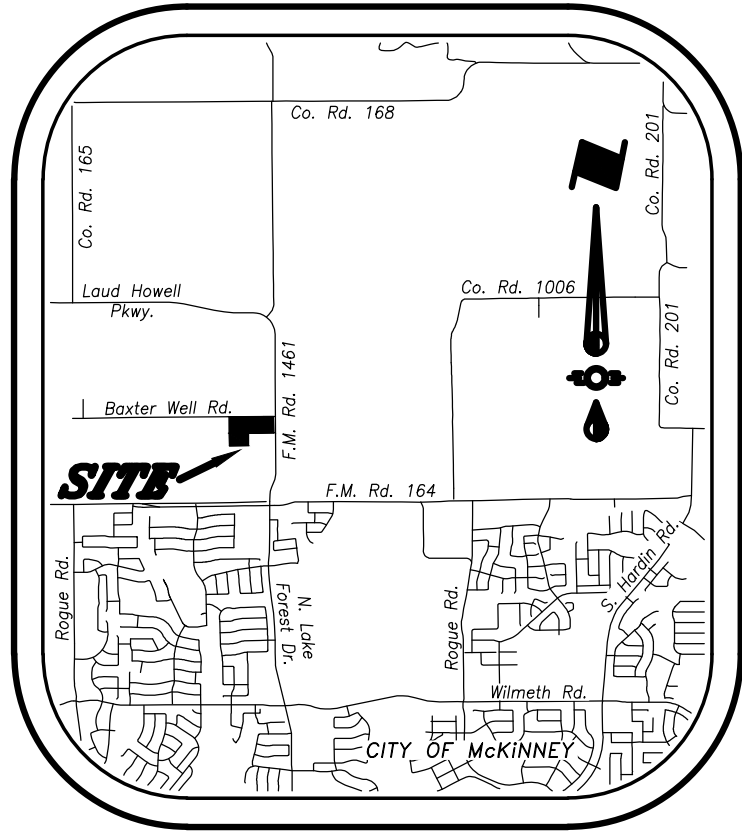 Co. Rd. 168
Co. Rd. 165
Co. Rd. 201
Laud Howell
Pkwy.
Co. Rd. 1006
Co. Rd. 201
F.M. Rd. 1461
Baxter Well Rd.
SITE
F.M. Rd. 164
Rogue Rd.
N. Lake
Forest Dr.
Rogue Rd.
S. Hardin Rd.
Wilmeth Rd.
CITY OF McKiNNEY